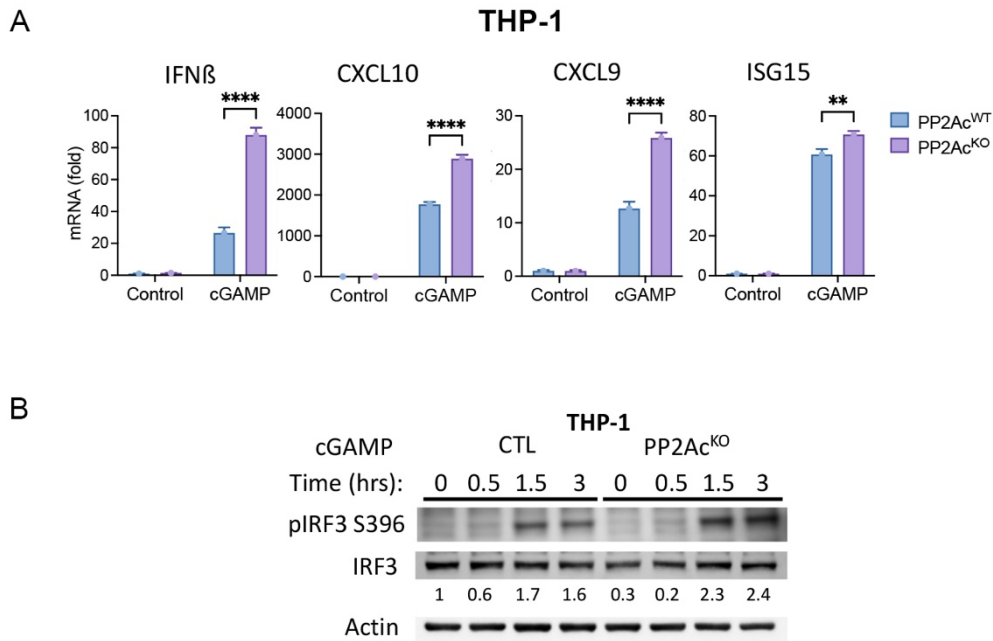 A
THP-1
IFNß
CXCL10
CXCL9
ISG15
mRNA (fold)
100
80
60
40
20
0
4000
3000
2000
1000
0
30
20
10
0
80
60
40
20
0
****
****
****
**
Control
cGAMP
Control
cGAMP
Control
cGAMP
Control
cGAMP
PP2Ac^WT
PP2Ac^KO
B
THP-1
cGAMP CTL PP2Ac^KO
Time (hrs): 0 0.5 1.5 3 0 0.5 1.5 3
pIRF3 S396
IRF3
1 0.6 1.7 1.6 0.3 0.2 2.3 2.4
Actin